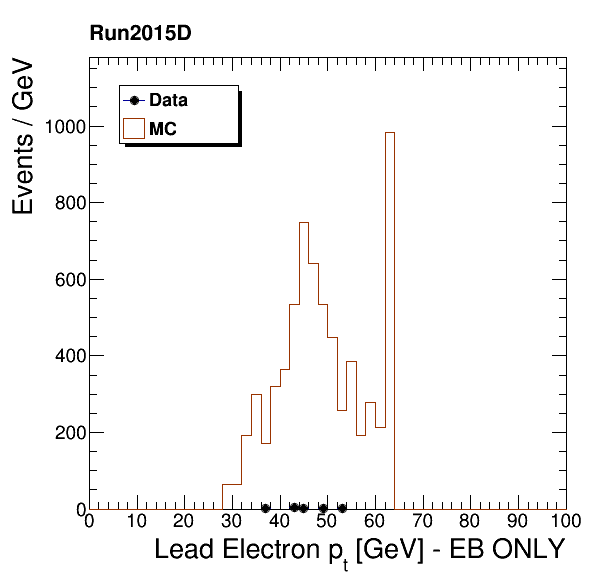 Run2015D
Events / GeV
Data
MC
1000
800
600
400
200
0
0 10 20 30 40 50 60 70 80 90 100
Lead Electron pt [GeV] - EB ONLY